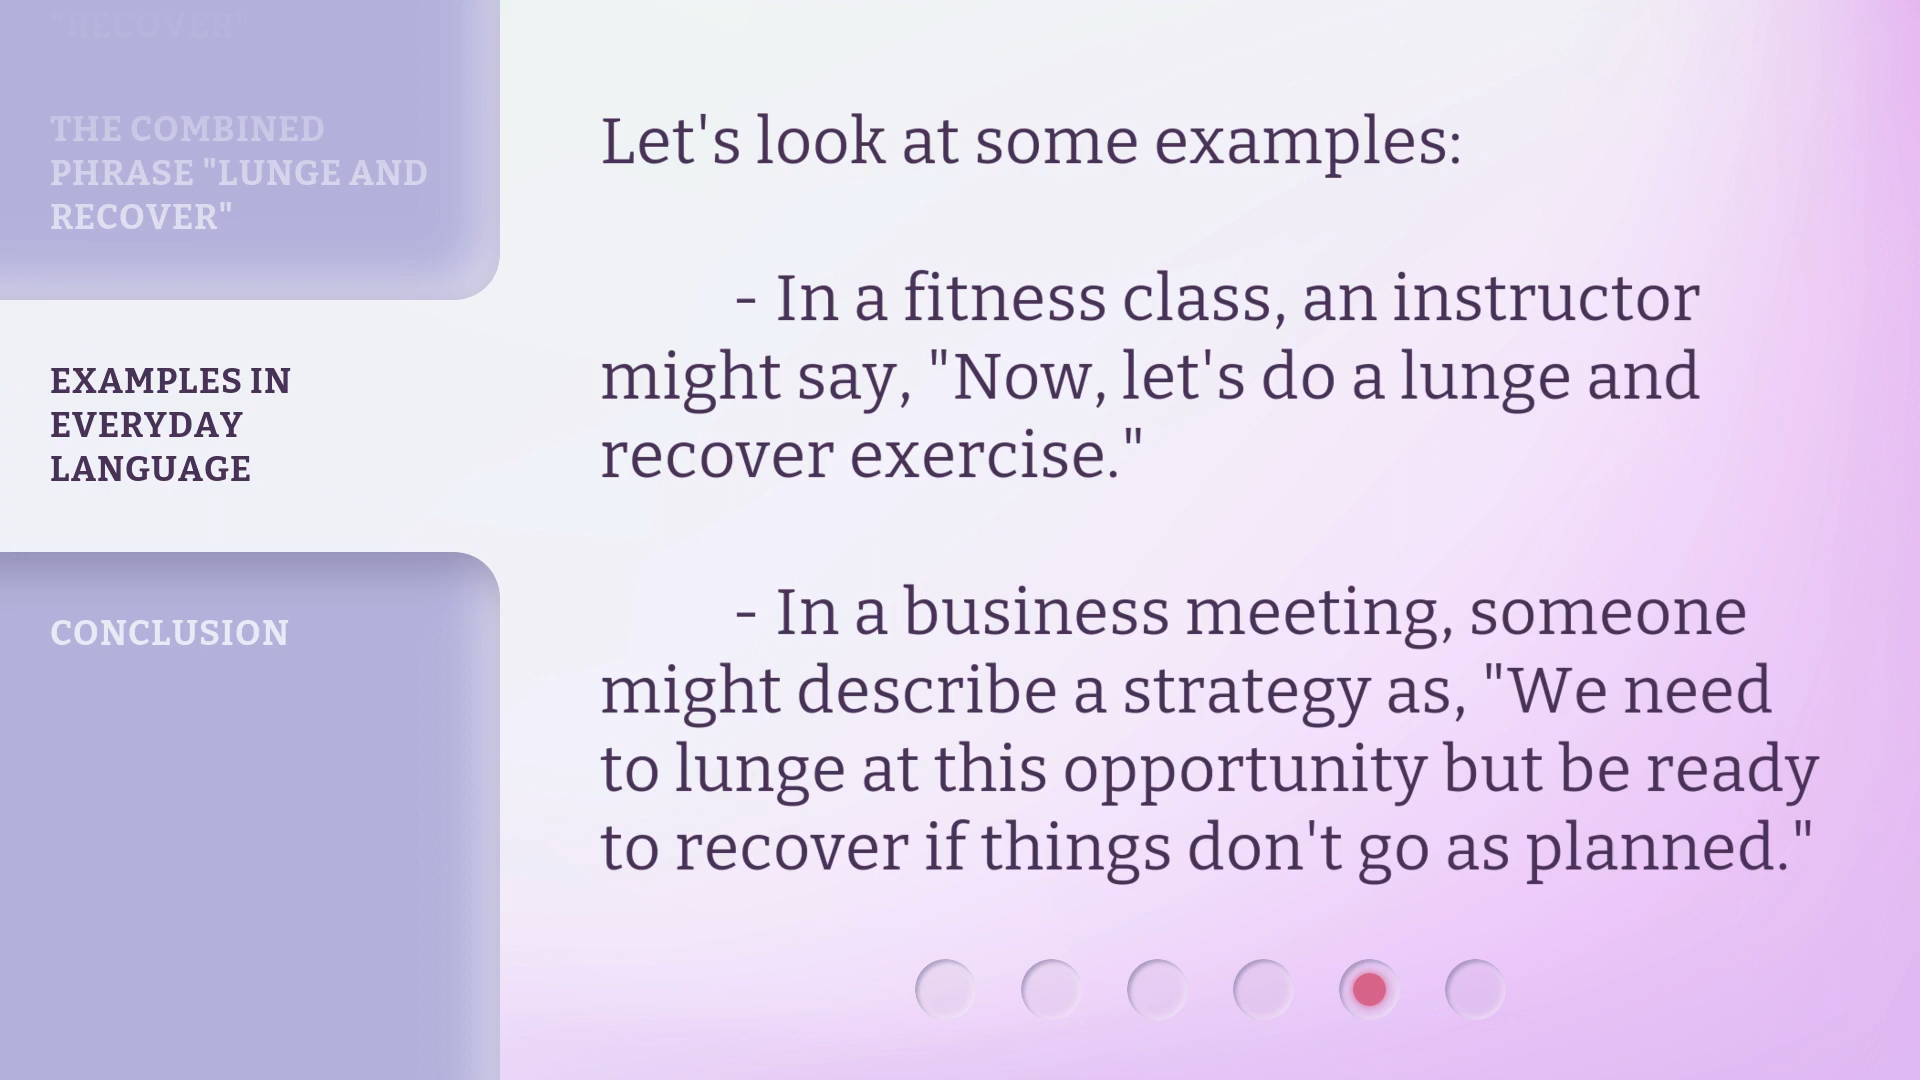 "RECOVER"
THE COMBINED
PHRASE "LUNGE AND
RECOVER"
EXAMPLES IN
EVERYDAY
LANGUAGE
CONCLUSION
Let's look at some examples:
- In a fitness class, an instructor
might say, "Now, let's do a lunge and
recover exercise."
- In a business meeting, someone
might describe a strategy as, "We need
to lunge at this opportunity but be ready
to recover if things don't go as planned."